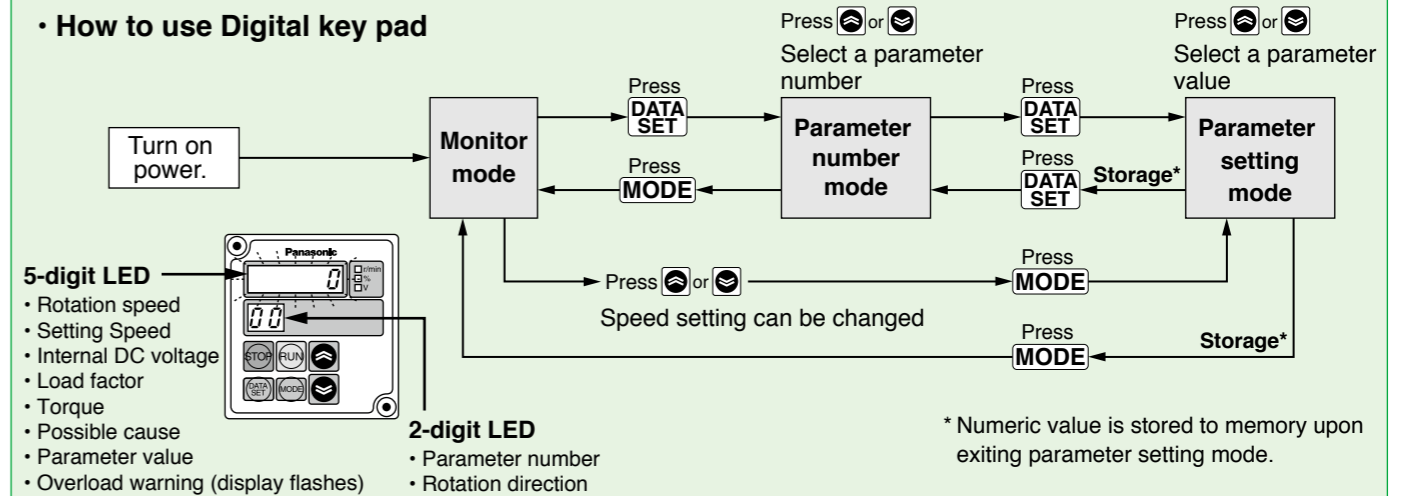 ・How to use Digital key pad
Turn on
power.
Monitor
mode
Press
DATA
SET
Press
MODE
Press or
Select a parameter
number
Parameter
number
mode
Press
DATA
SET
Press
DATA
SET
Storage*
Press or
Select a parameter
value
Parameter
setting
mode
Press or
Speed setting can be changed
Press
MODE
Press
MODE
Storage*
5-digit LED
・Rotation speed
・Setting Speed
・Internal DC voltage
・Load factor
・Torque
・Possible cause
・Parameter value
・Overload warning (display flashes)
Panasonic
0
r/min
%
V
00
STOP RUN
DATA
SET
MODE
2-digit LED
・Parameter number
・Rotation direction
* Numeric value is stored to memory upon
exiting parameter setting mode.